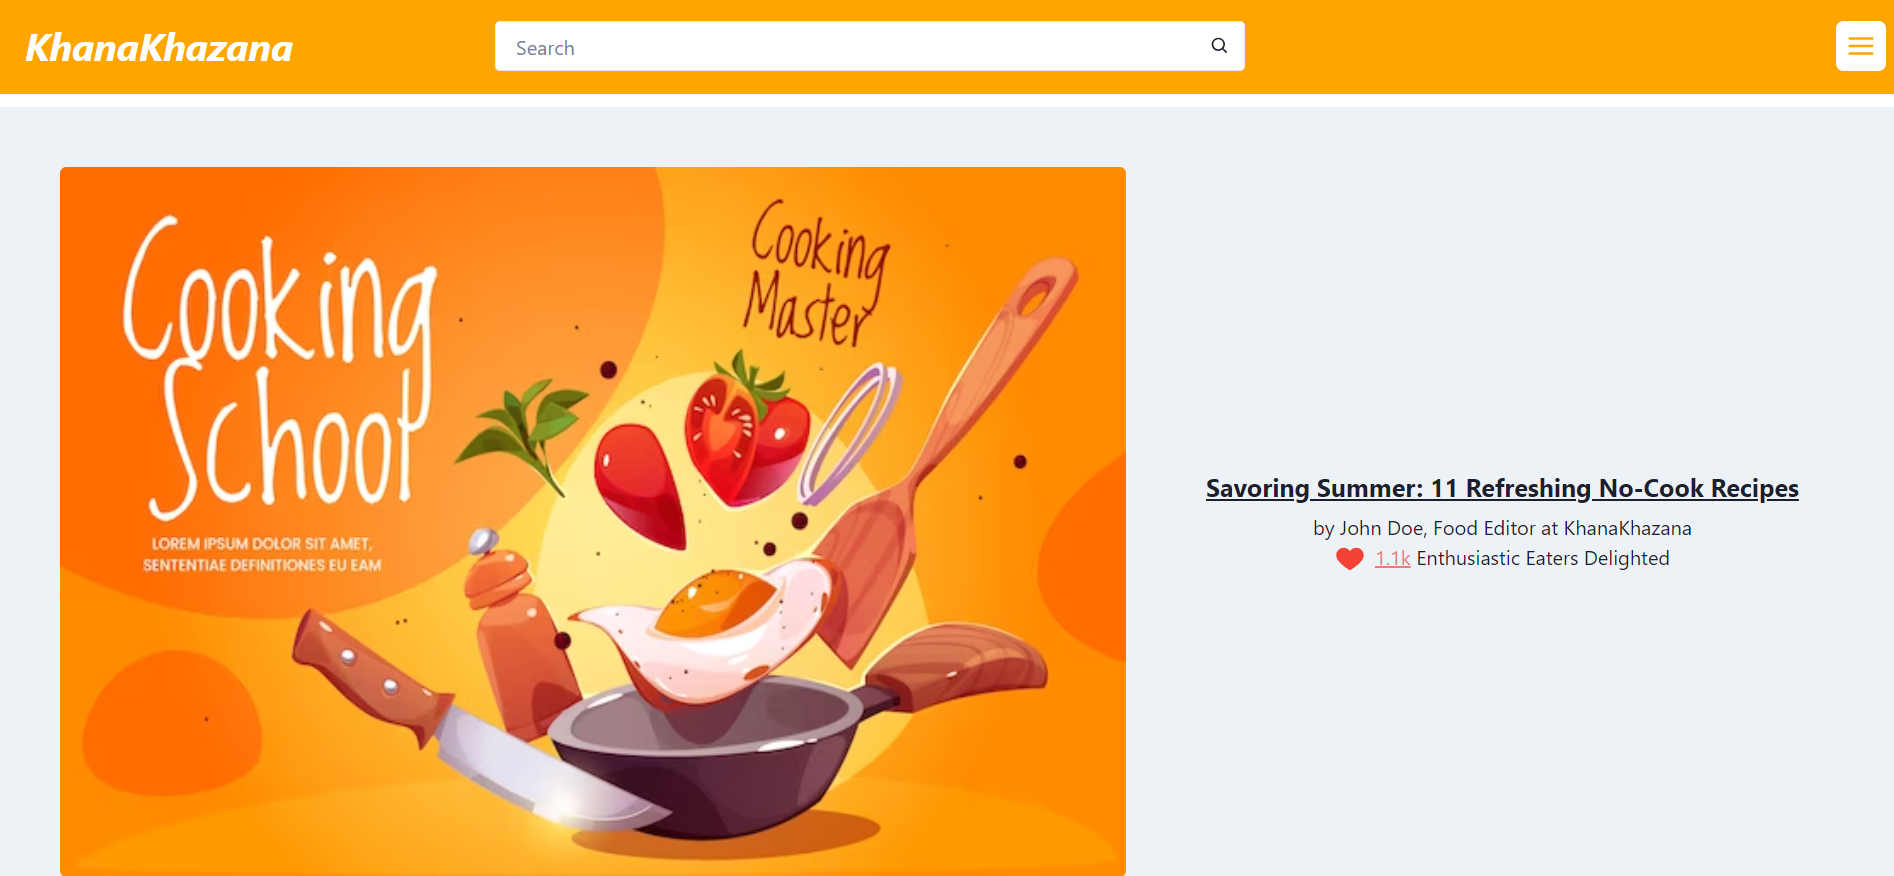 KhanaKhazana
Search
Cooking
School
LOREM IPSUM DOLOR SIT AMET,
SENTENTIAE DEFINITIONES EU EAM
Cooking
Master
Savoring Summer: 11 Refreshing No-Cook Recipes
by John Doe, Food Editor at KhanaKhazana
1.1k Enthusiastic Eaters Delighted